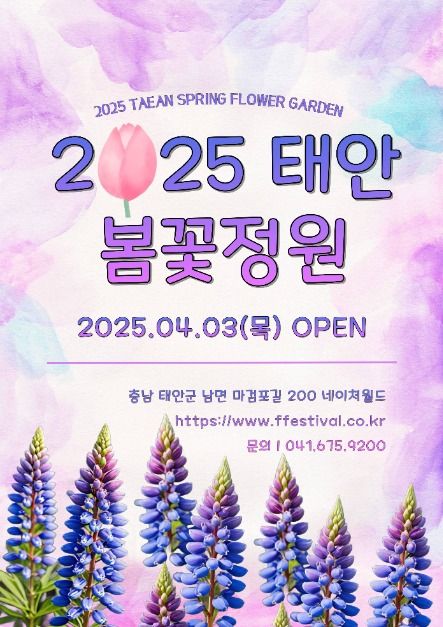 2025 TAEAN SPRING FLOWER GARDEN
2025 태안
봄꽃정원
2025.04.03(목) OPEN
충남 태안군 남면 마검포길 200 네이처월드
https://www.ffestival.co.kr
문의 | 041.675.9200